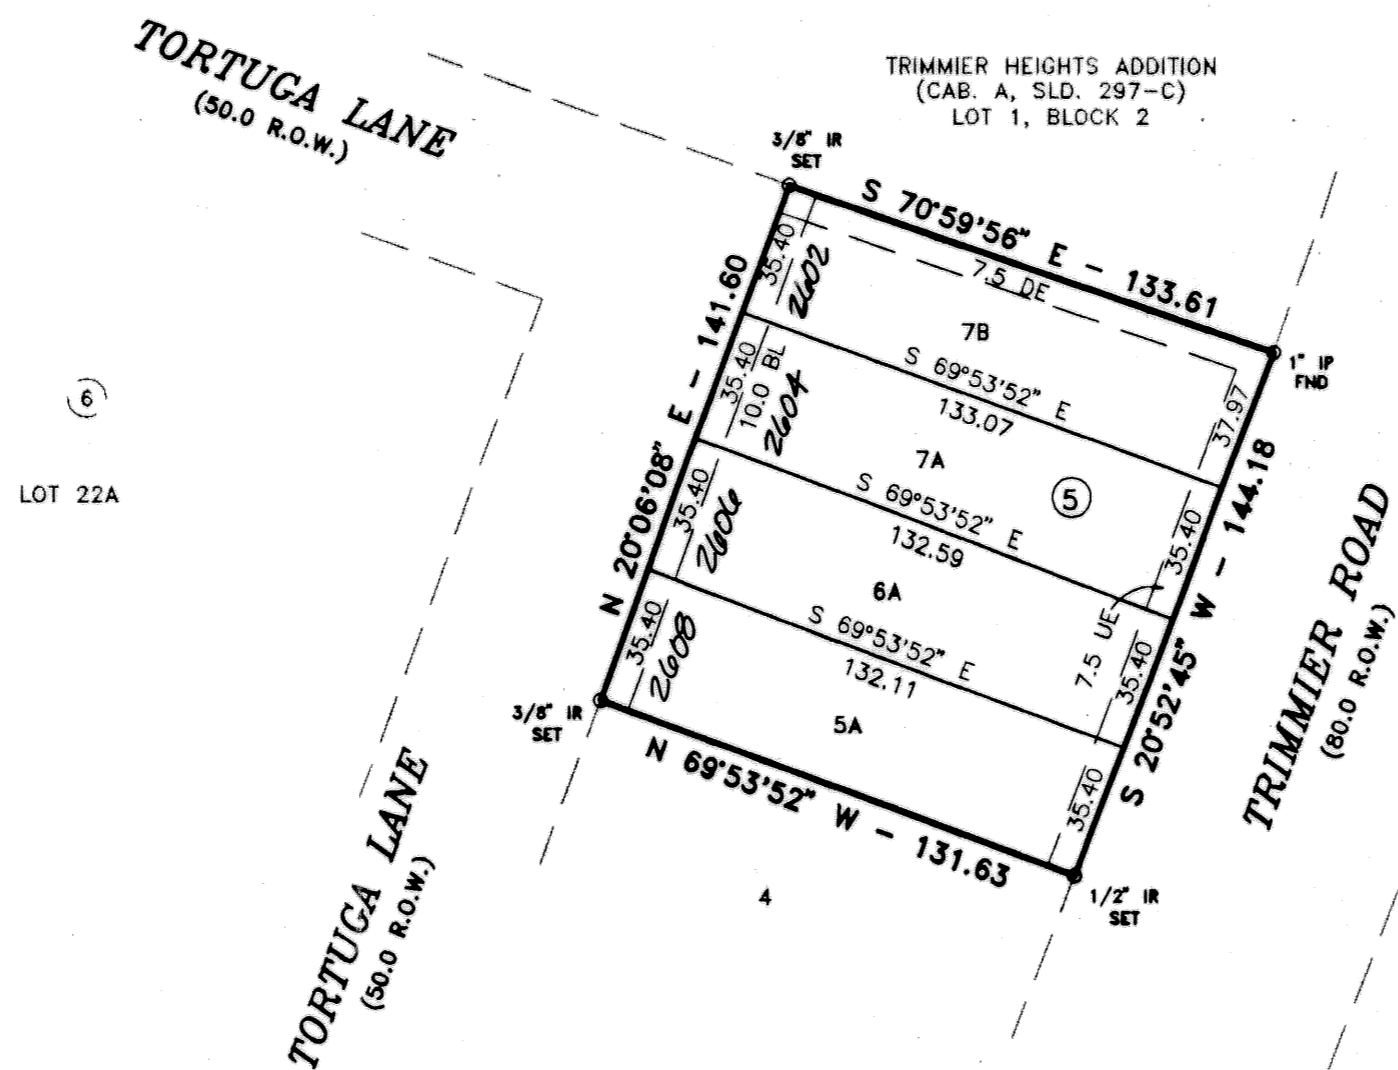 TORTUGA LANE
(50.0 R.O.W.)
TRIMMIER HEIGHTS ADDITION
(CAB. A, SLD. 297-C)
LOT 1, BLOCK 2
3/8" IR
SET
S 70°59'56" E - 133.61
7.5 DE
N 20°06'08" E - 141.60
35.40
2602
7B
1" IP
FND
37.97
S 69°53'52" E
133.07
35.40
10.0 BL
2604
7A
5
S 20°52'45" W - 144.18
35.40
S 69°53'52" E
132.59
35.40
2606
6A
7.5 UE
35.40
S 69°53'52" E
132.11
35.40
2608
5A
35.40
3/8" IR
SET
N 69°53'52" W - 131.63
1/2" IR
SET
4
6
LOT 22A
TORTUGA LANE
(50.0 R.O.W.)
TRIMMIER ROAD
(80.0 R.O.W.)